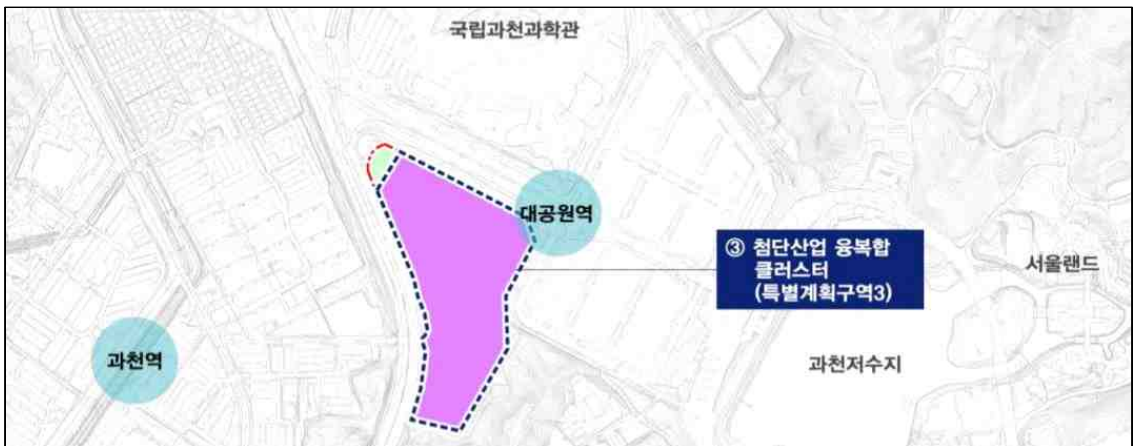 국립과천과학관
대공원역
③ 첨단산업 융복합
클러스터
(특별계획구역3)
서울랜드
과천역
과천저수지